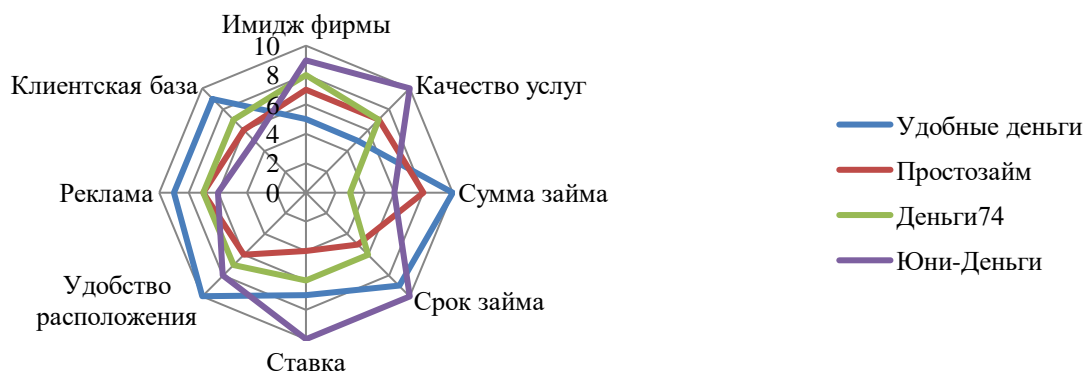 Имидж фирмы
10
8
6
4
2
0
Качество услуг
Сумма займа
Срок займа
Ставка
Удобство
расположения
Реклама
Клиентская база
Удобные деньги
Простозайм
Деньги74
Юни-Деньги